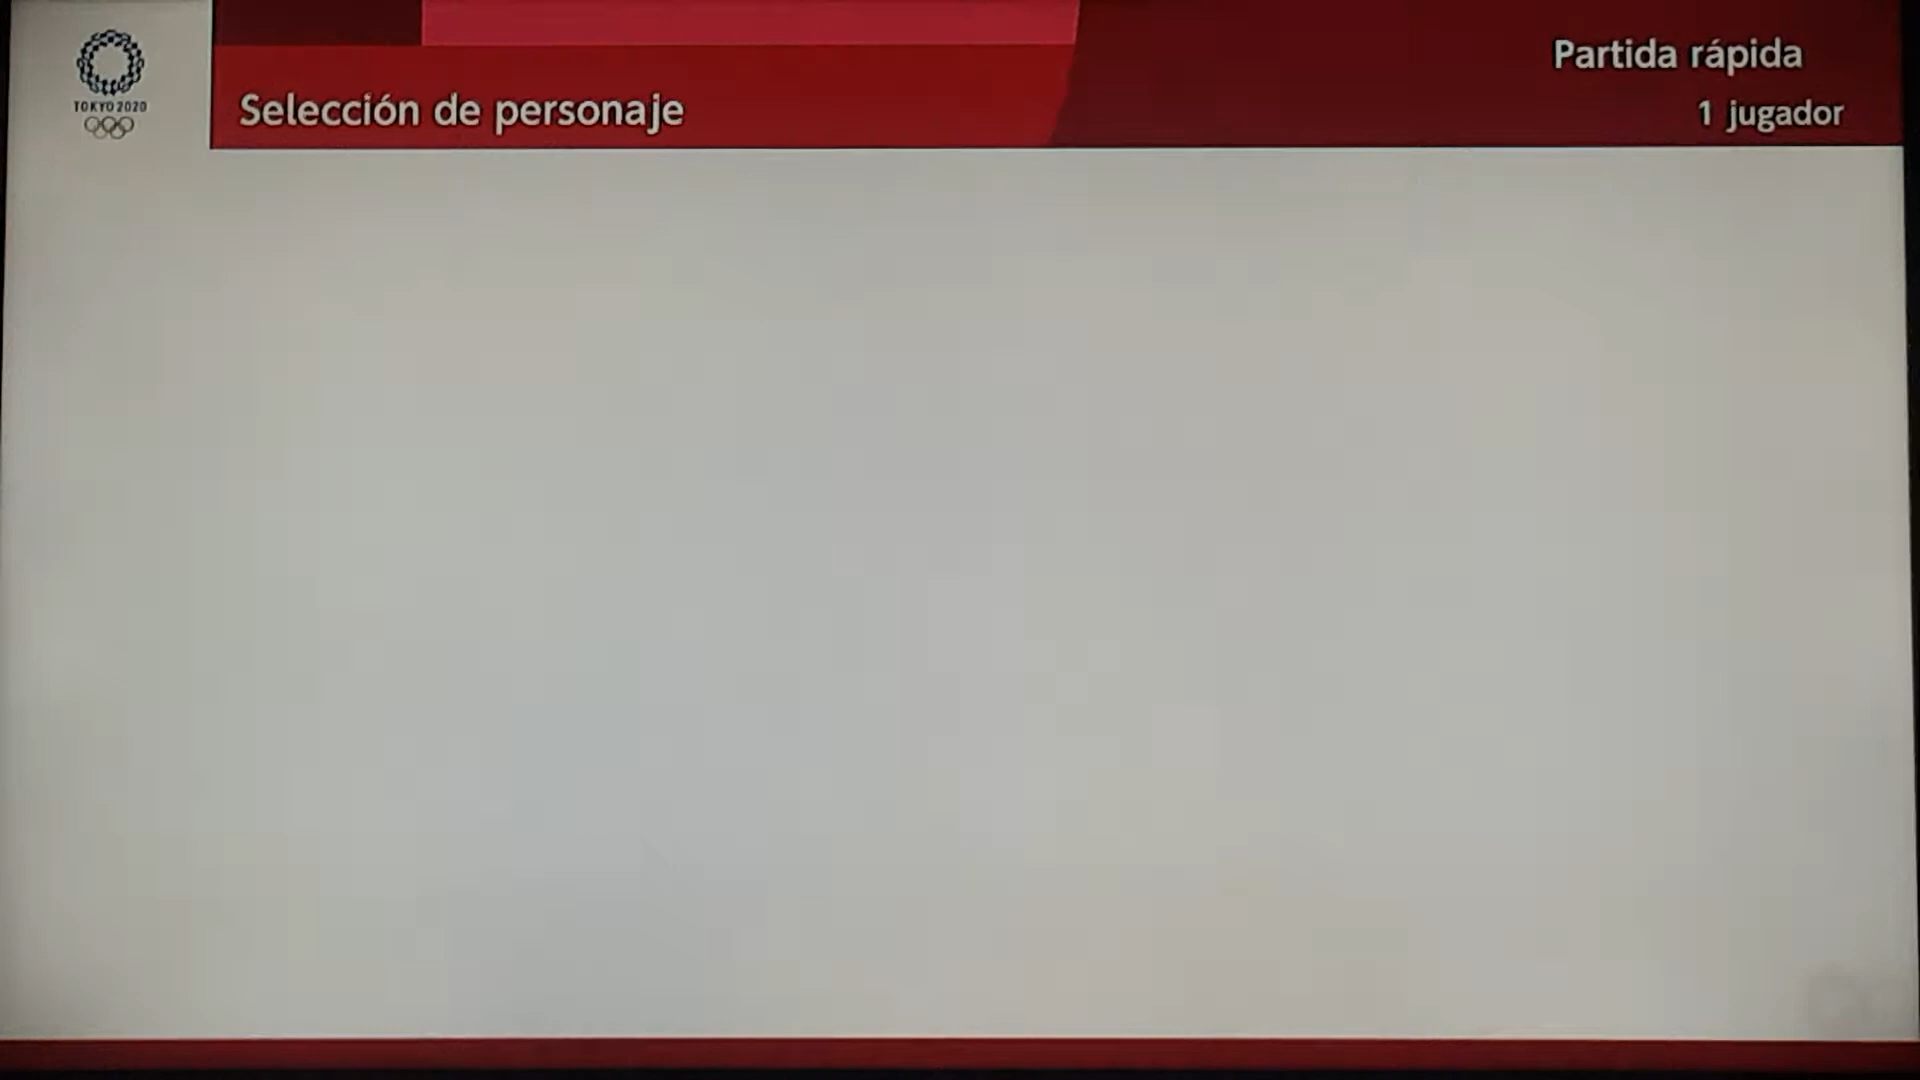 TOKYO 2020
Selección de personaje
Partida rápida
1 jugador